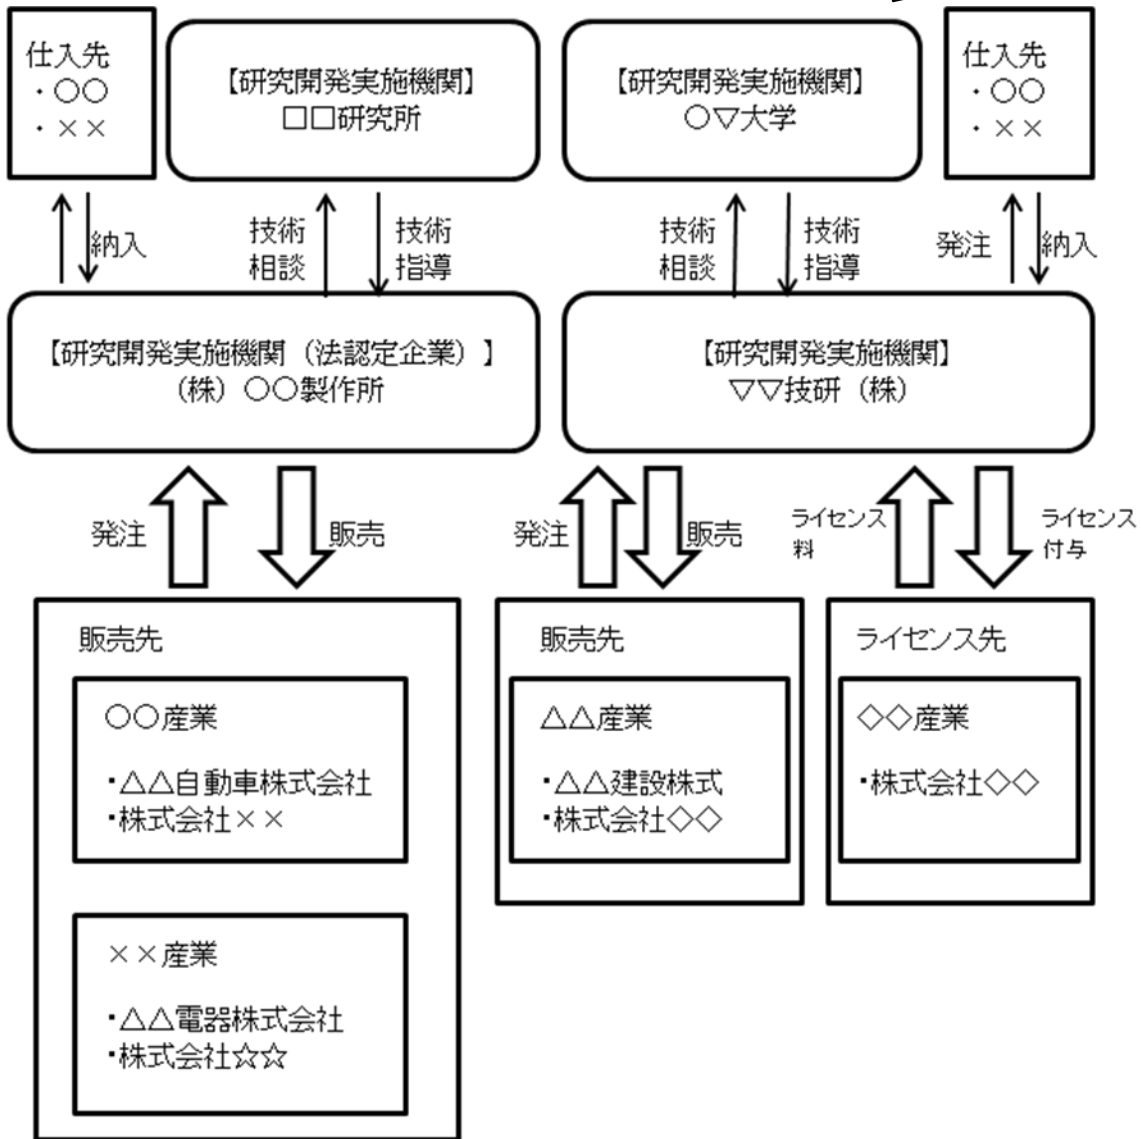 仕入先
・〇〇
・××
【研究開発実施機関】
□□研究所
【研究開発実施機関】
〇▽大学
仕入先
・〇〇
・××
納入
技術
相談
技術
指導
技術
相談
技術
指導
発注
納入
【研究開発実施機関(法認定企業)】
(株)〇〇製作所
【研究開発実施機関】
▽▽技研(株)
発注
販売
発注
販売
ライセンス
料
ライセンス
付与
販売先
〇〇産業
・△△自動車株式会社
・株式会社××
××産業
・△△電器株式会社
・株式会社☆☆
販売先
△△産業
・△△建設株式
・株式会社◇◇
ライセンス先
◇◇産業
・株式会社◇◇